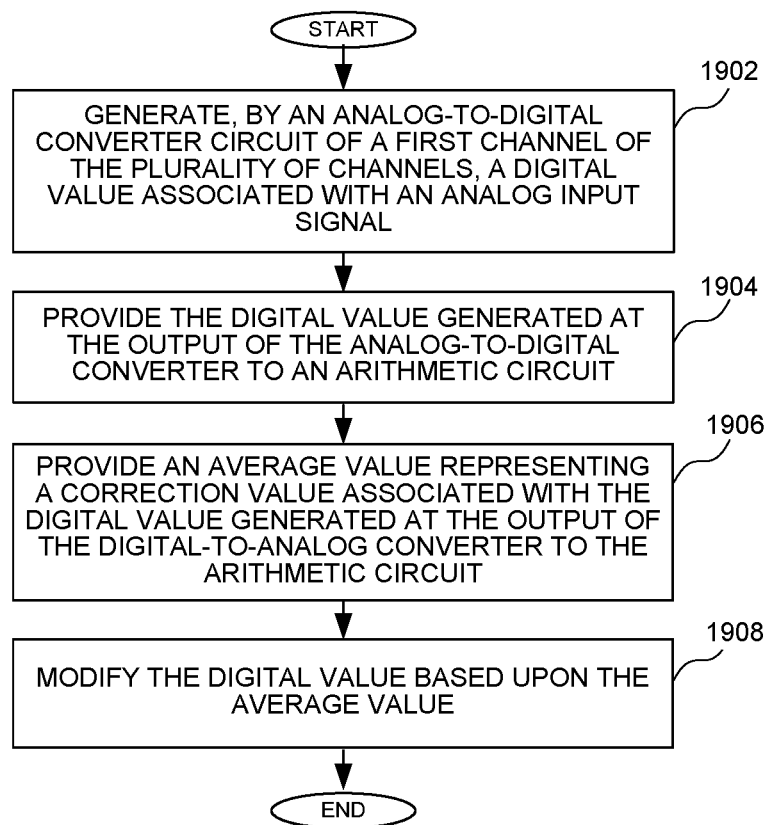 START
1902
GENERATE, BY AN ANALOG-TO-DIGITAL
CONVERTER CIRCUIT OF A FIRST CHANNEL OF
THE PLURALITY OF CHANNELS, A DIGITAL
VALUE ASSOCIATED WITH AN ANALOG INPUT
SIGNAL
1904
PROVIDE THE DIGITAL VALUE GENERATED AT
THE OUTPUT OF THE ANALOG-TO-DIGITAL
CONVERTER TO AN ARITHMETIC CIRCUIT
1906
PROVIDE AN AVERAGE VALUE REPRESENTING
A CORRECTION VALUE ASSOCIATED WITH THE
DIGITAL VALUE GENERATED AT THE OUTPUT OF
THE DIGITAL-TO-ANALOG CONVERTER TO THE
ARITHMETIC CIRCUIT
1908
MODIFY THE DIGITAL VALUE BASED UPON THE
AVERAGE VALUE
END